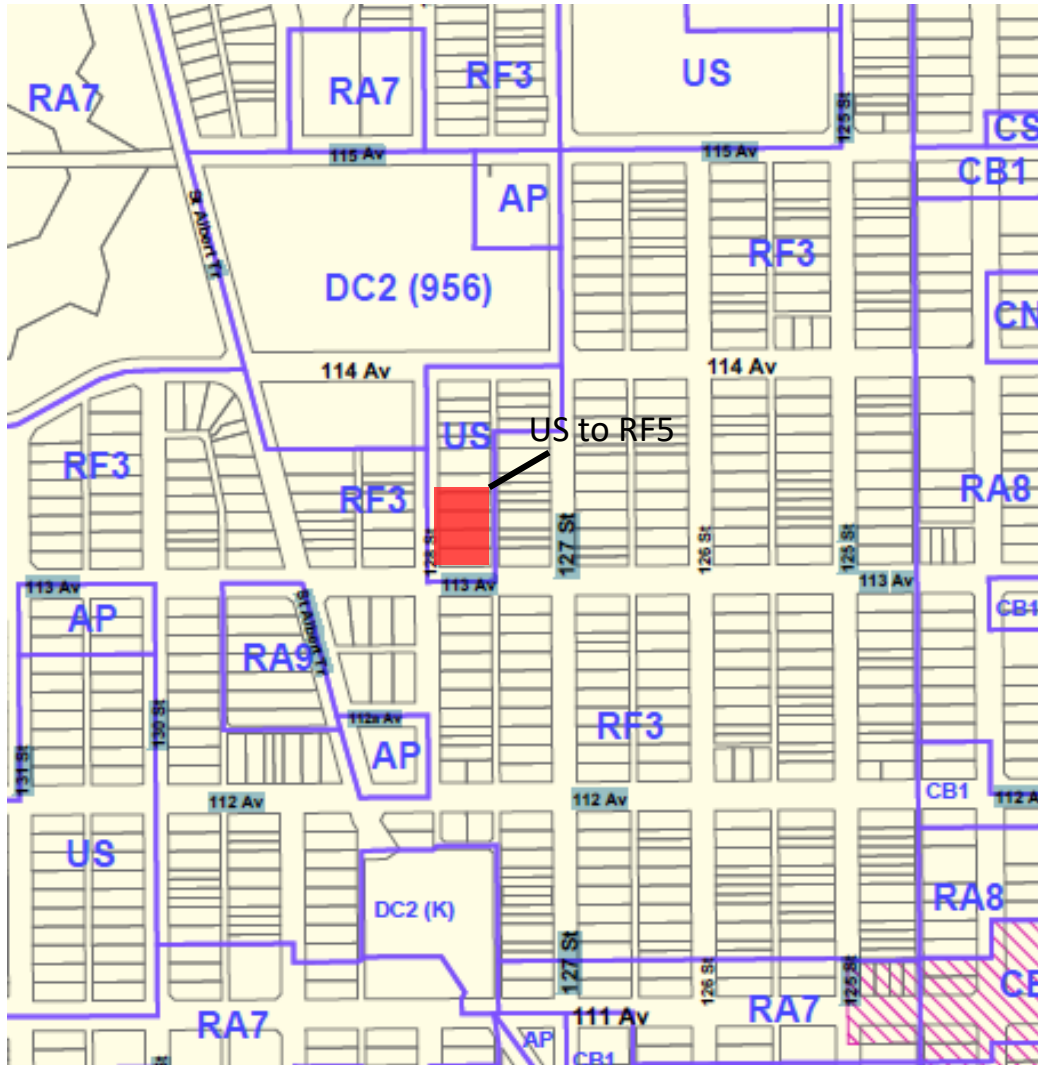 RA7
RA7
RF3
US
125 St
CS
115 Av
115 Av
CB1
AP
St Albert Tr
RF3
DC2 (956)
CN
114 Av
114 Av
US
US to RF5
RF3
RF3
RA8
128 St
127 St
126 St
125 St
113 Av
113 Av
113 Av
AP
St Albert Tr
CB1
RA9
130 St
112a Av
RF3
131 St
AP
112 Av
112 Av
CB1
112 A
US
RA8
DC2 (K)
127 St
126 St
125 St
CB
RA7
111 Av
RA7
AP
CB1